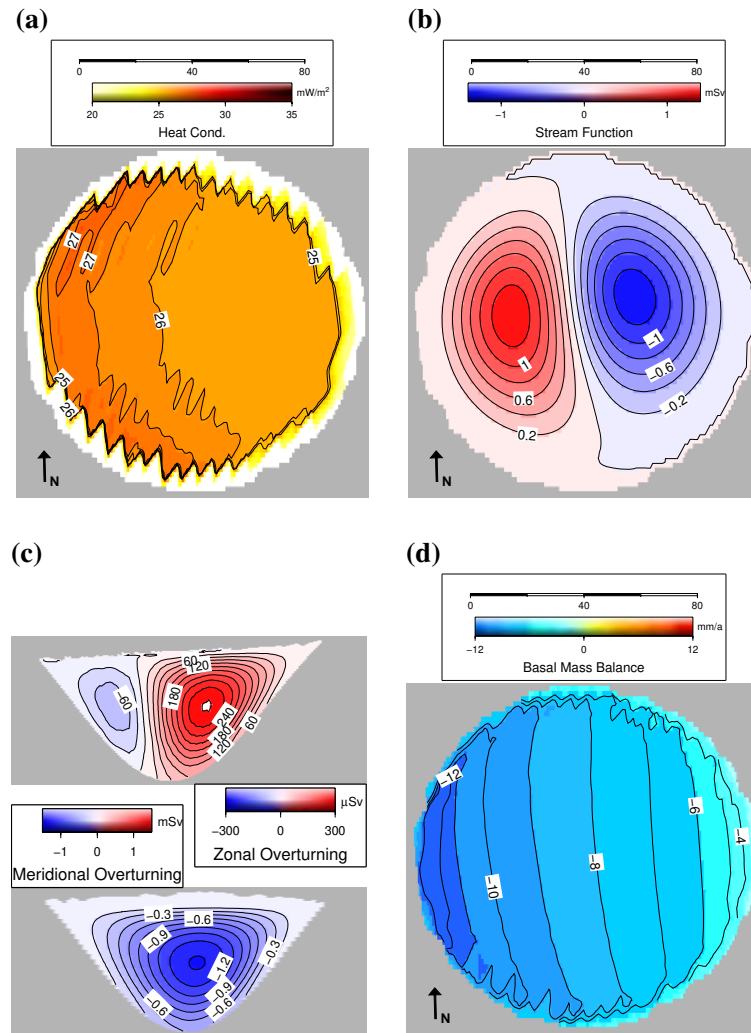 (a)
0 40 80
mW/m²
20 25 30 35
Heat Cond.
27
27
25
26
25
26
N
(b)
0 40 80
mSv
−1 0 1
Stream Function
−1
−0.6
−0.2
1
0.6
0.2
N
(c)
60
120
−60
180
240
180
120
60
μSv
−300 0 300
Zonal Overturning
mSv
−1 0 1
Meridional Overturning
−0.3
−0.6
−0.9
−0.3
−1.2
−0.9
−0.6
−0.6
(d)
0 40 80
mm/a
−12 0 12
Basal Mass Balance
−12
−6
−4
−8
−10
N